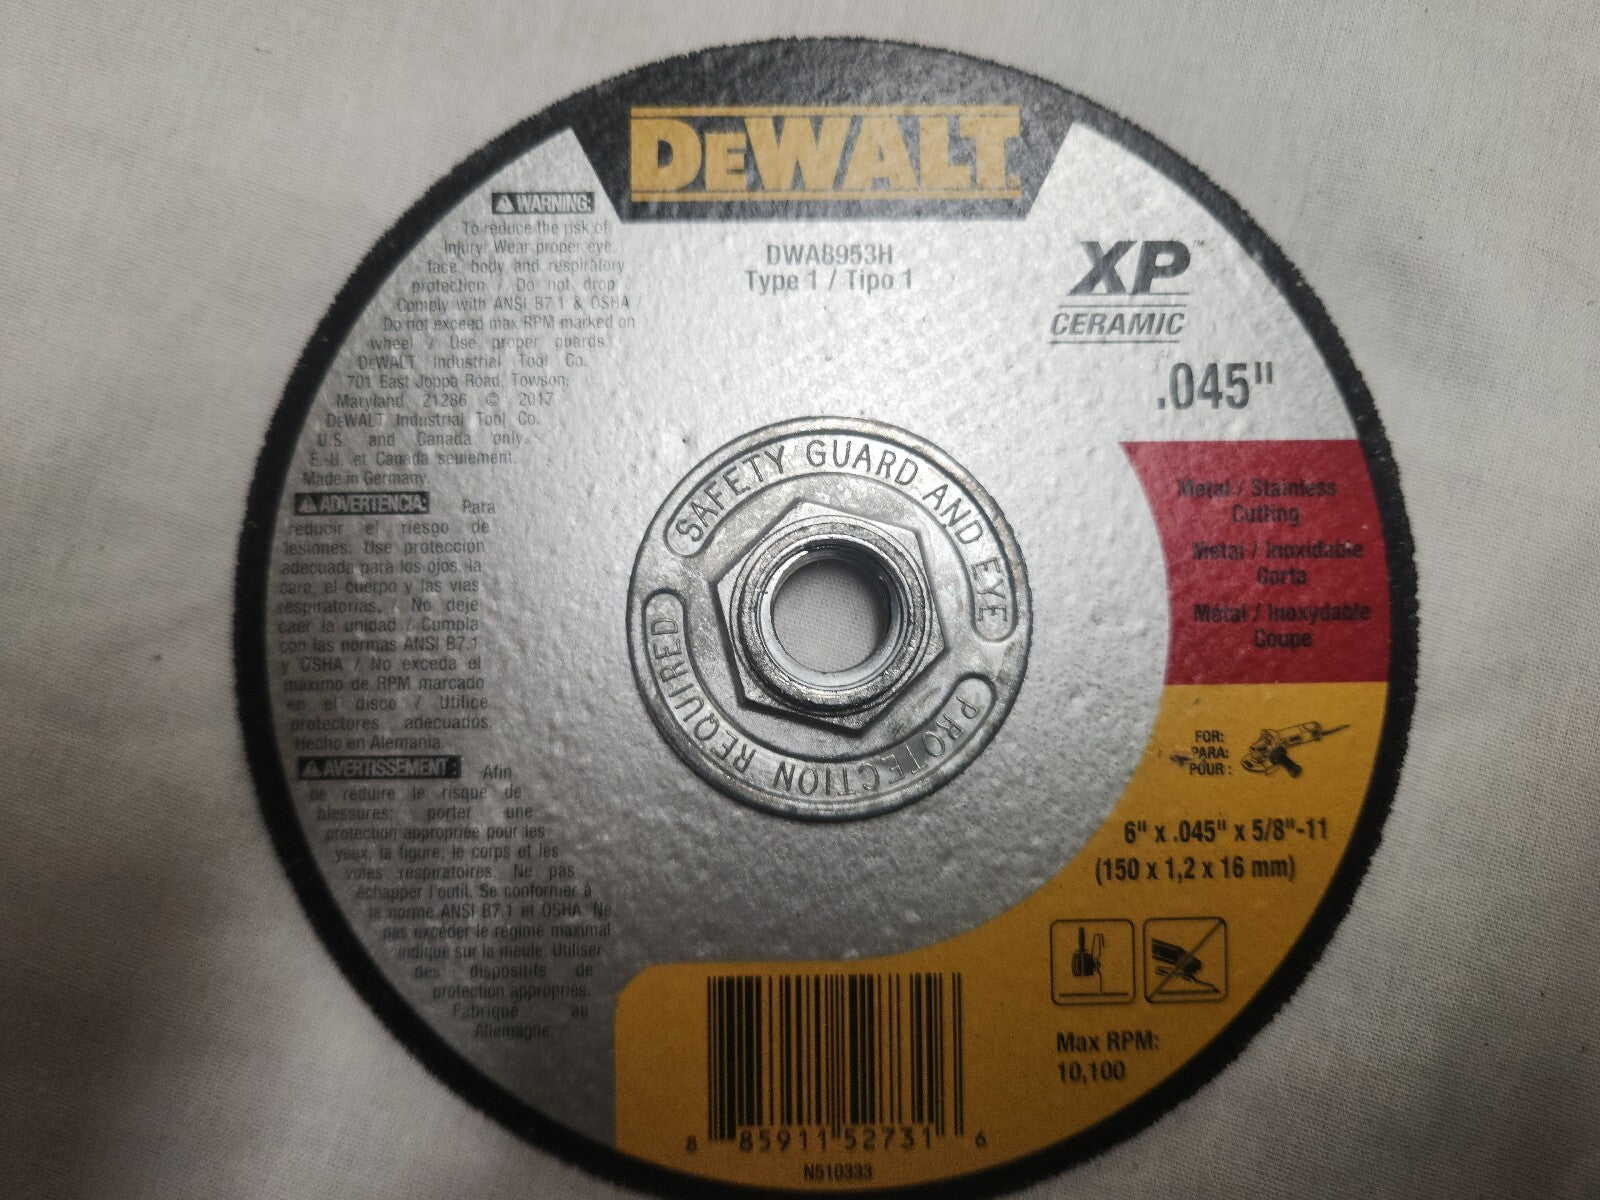 DEWALT
DWA8953H
Type 1 / Tipo 1
XP™
CERAMIC
.045"
WARNING:
To reduce the risk of
injury. Wear proper eye,
face, body and respiratory
protection / Do not drop /
Comply with ANSI B7.1 & OSHA /
Do not exceed max RPM marked on
wheel / Use proper guards.
DEWALT Industrial Tool Co.
701 East Joppa Road, Towson,
Maryland 21286 © 2017
DEWALT Industrial Tool Co.
U.S. and Canada only.
E.-U. et Canada seulement.
Made in Germany.
ADVERTENCIA: Para
reducir el riesgo de
lesiones. Use protección
adecuada para los ojos, la
cara, el cuerpo y las vias
respiratorias. / No deje
caer la unidad / Cumpla
con las normas ANSI B7.1
y OSHA / No exceda el
máximo de RPM marcado
en el disco / Utilice
protectores adecuados.
Hecho en Alemania.
AVERTISSEMENT : Afin
de reduire le risque de
blessures: porter une
protection appropriée pour les
yeux, la figure, le corps et les
voies respiratoires. Ne pas
échapper l'outil. Se conformer à
la norme ANSI B7.1 et OSHA. Ne
pas excéder le régime maximal
indique sur la meule. Utiliser
des dispositifs de
protection appropriés.
Fabriqué au
Allemagne.
SAFETY GUARD AND EYE
PROTECTION REQUIRED
Metal / Stainless
Cutting
Metal / Inoxidable
Corta
Métal / Inoxydable
Coupe
FOR:
PARA:
POUR :
6" x .045" x 5/8"-11
(150 x 1,2 x 16 mm)
Max RPM:
10,100
8 85911 52731 6
N510333